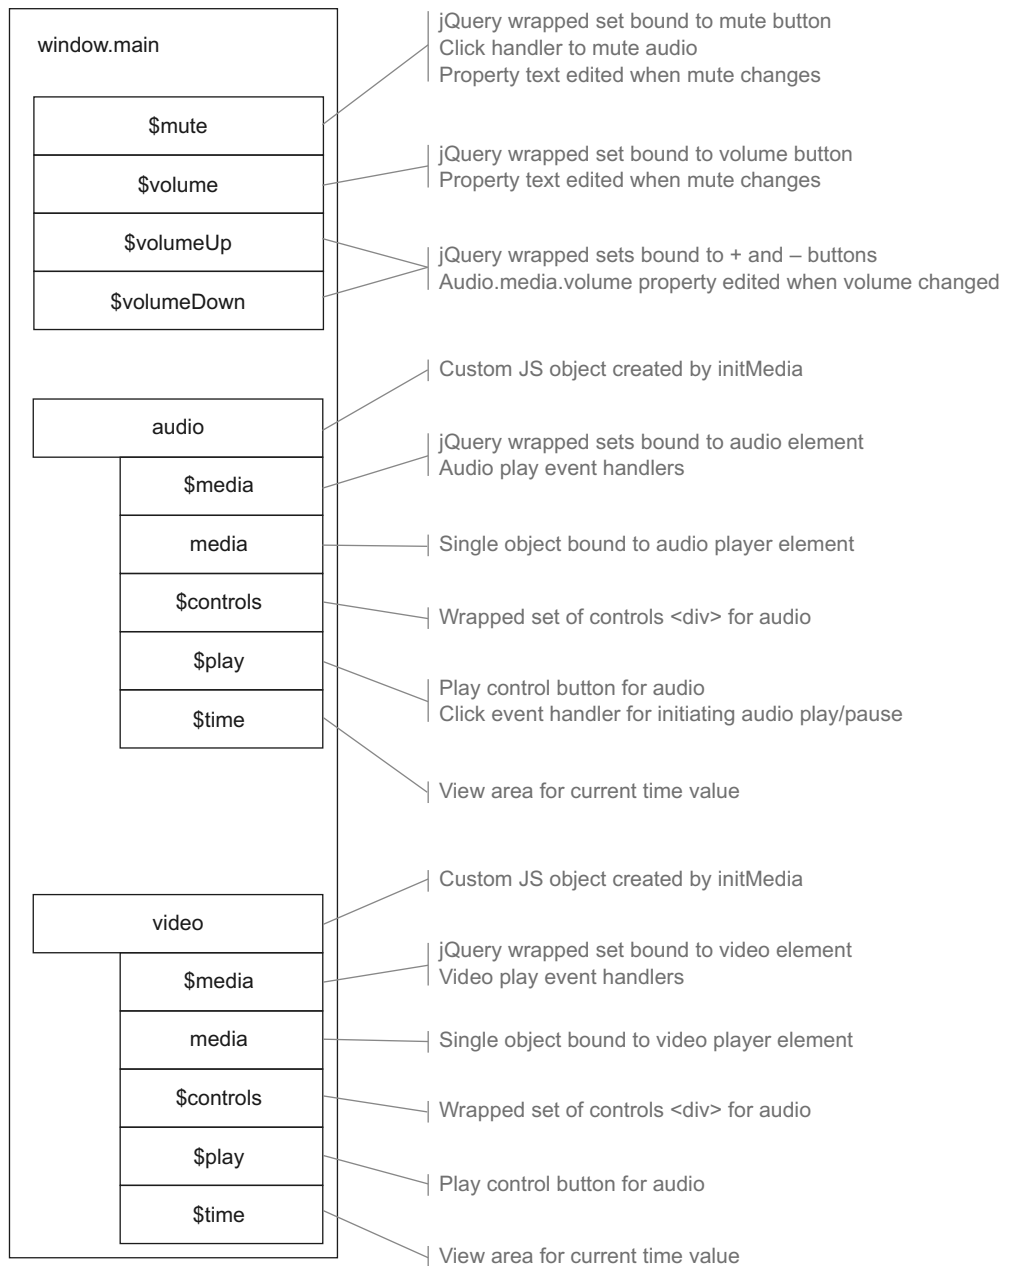 window.main
jQuery wrapped set bound to mute button
Click handler to mute audio
Property text edited when mute changes
$mute
jQuery wrapped set bound to volume button
Property text edited when mute changes
$volume
$volumeUp
jQuery wrapped sets bound to + and – buttons
Audio.media.volume property edited when volume changed
$volumeDown
Custom JS object created by initMedia
audio
jQuery wrapped sets bound to audio element
Audio play event handlers
$media
media
Single object bound to audio player element
$controls
Wrapped set of controls <div> for audio
$play
Play control button for audio
Click event handler for initiating audio play/pause
$time
View area for current time value
Custom JS object created by initMedia
video
jQuery wrapped set bound to video element
Video play event handlers
$media
media
Single object bound to video player element
$controls
Wrapped set of controls <div> for audio
$play
Play control button for audio
$time
View area for current time value